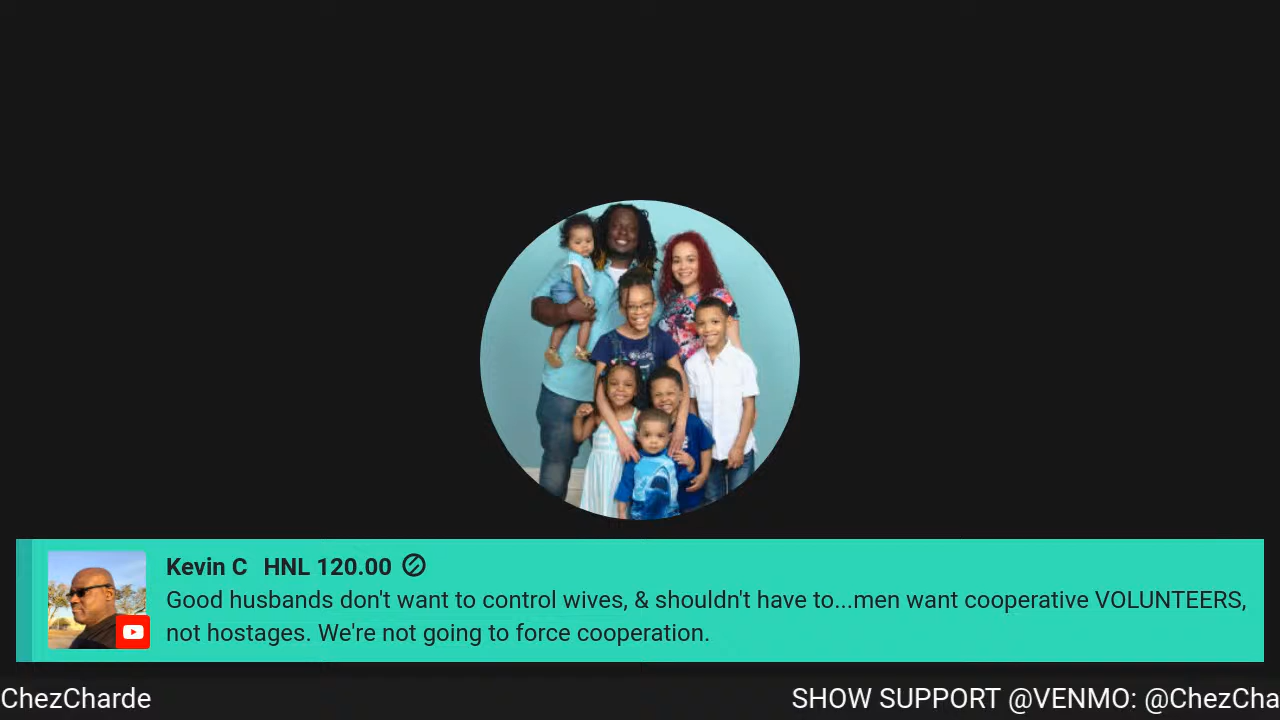 Kevin C HNL 120.00
Good husbands don't want to control wives, & shouldn't have to...men want cooperative VOLUNTEERS,
not hostages. We're not going to force cooperation.
ChezCharde SHOW SUPPORT @VENMO: @ChezCha